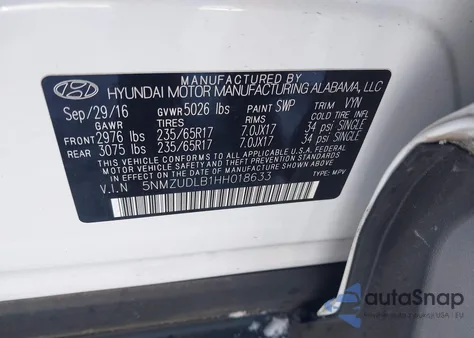 MANUFACTURED BY
HYUNDAI MOTOR MANUFACTURING ALABAMA, LLC
Sep/29/16 GVWR 5026 lbs PAINT SWP TRIM VYN
GAWR TIRES RIMS COLD TIRE INFL
FRONT 2976 lbs 235/65R17 7.0JX17 34 psi SINGLE
REAR 3075 lbs 235/65R17 7.0JX17 34 psi SINGLE
THIS VEHICLE CONFORMS TO ALL APPLICABLE U.S.A. FEDERAL
MOTOR VEHICLE SAFETY, BUMPER, AND THEFT PREVENTION
STANDARDS IN EFFECT ON THE DATE OF MANUFACTURE SHOWN ABOVE.
V.I.N 5NMZUDLB1HH018633 TYPE: MPV
autoSnap
USA | EU